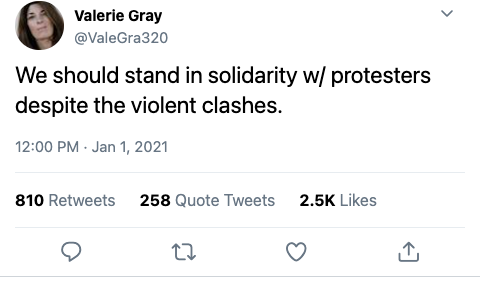 Valerie Gray
@ValeGra320
We should stand in solidarity w/ protesters
despite the violent clashes.
12:00 PM · Jan 1, 2021
810 Retweets 258 Quote Tweets 2.5K Likes